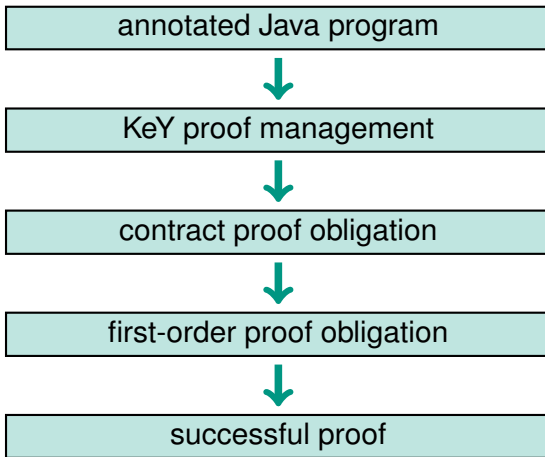 annotated Java program
KeY proof management
contract proof obligation
first-order proof obligation
successful proof